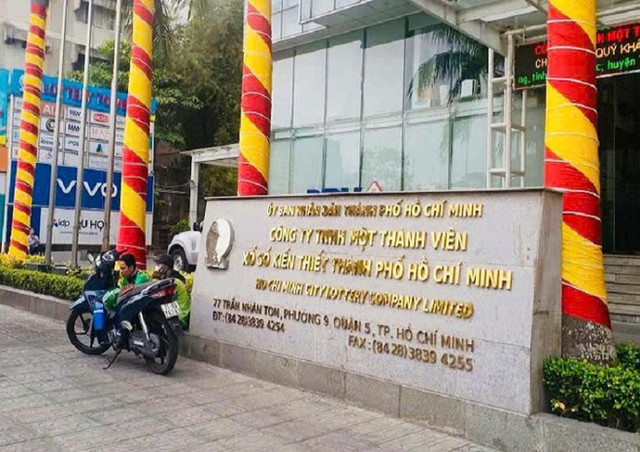 ỦY BAN NHÂN DÂN THÀNH PHỐ HỒ CHÍ MINH
CÔNG TY TNHH MỘT THÀNH VIÊN
XỔ SỐ KIẾN THIẾT THÀNH PHỐ HỒ CHÍ MINH
HO CHI MINH CITY LOTTERY COMPANY LIMITED
77 TRẦN NHÂN TÔN, PHƯỜNG 9, QUẬN 5, TP. HỒ CHÍ MINH
ĐT: (84 28)3839 4254
FAX : (84 28)3839 4255
VIVO
idp